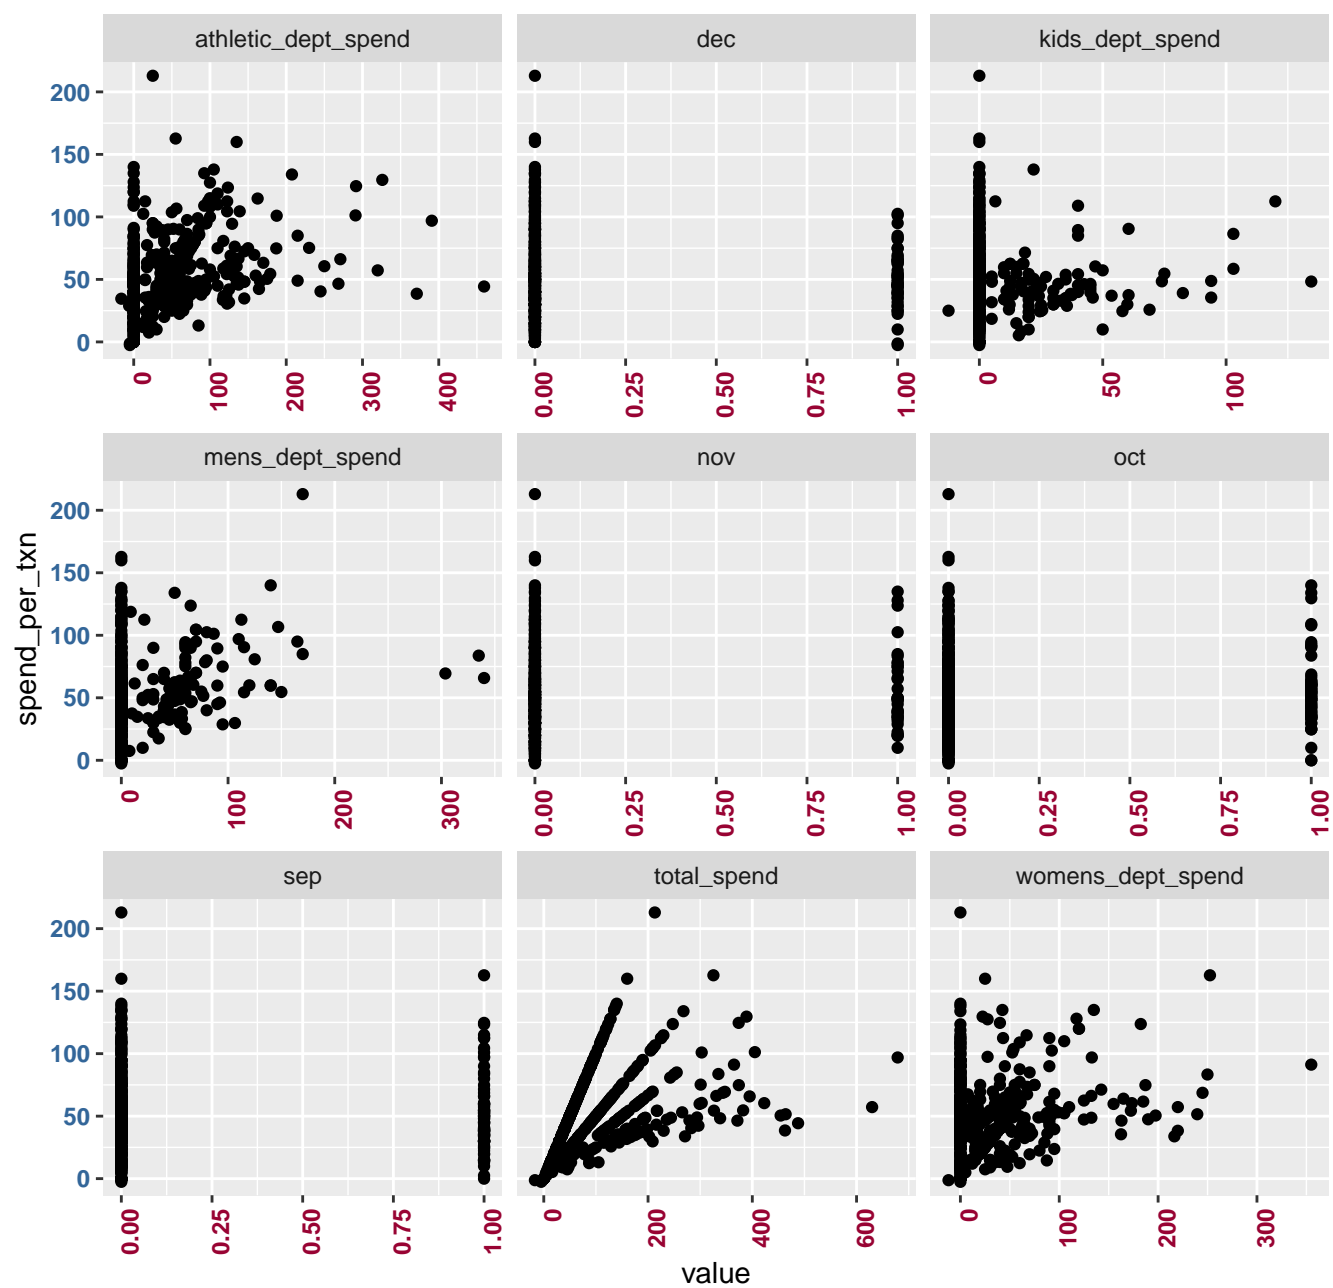 athletic_dept_spend dec kids_dept_spend
200
150
100
50
0
0 100 200 300 400 0.00 0.25 0.50 0.75 1.00 0 50 100
mens_dept_spend nov oct
200
150
100
50
0
spend_per_txn
0 100 200 300 0.00 0.25 0.50 0.75 1.00 0.00 0.25 0.50 0.75 1.00
sep total_spend womens_dept_spend
200
150
100
50
0
0.00 0.25 0.50 0.75 1.00 0 200 400 600 0 100 200 300
value